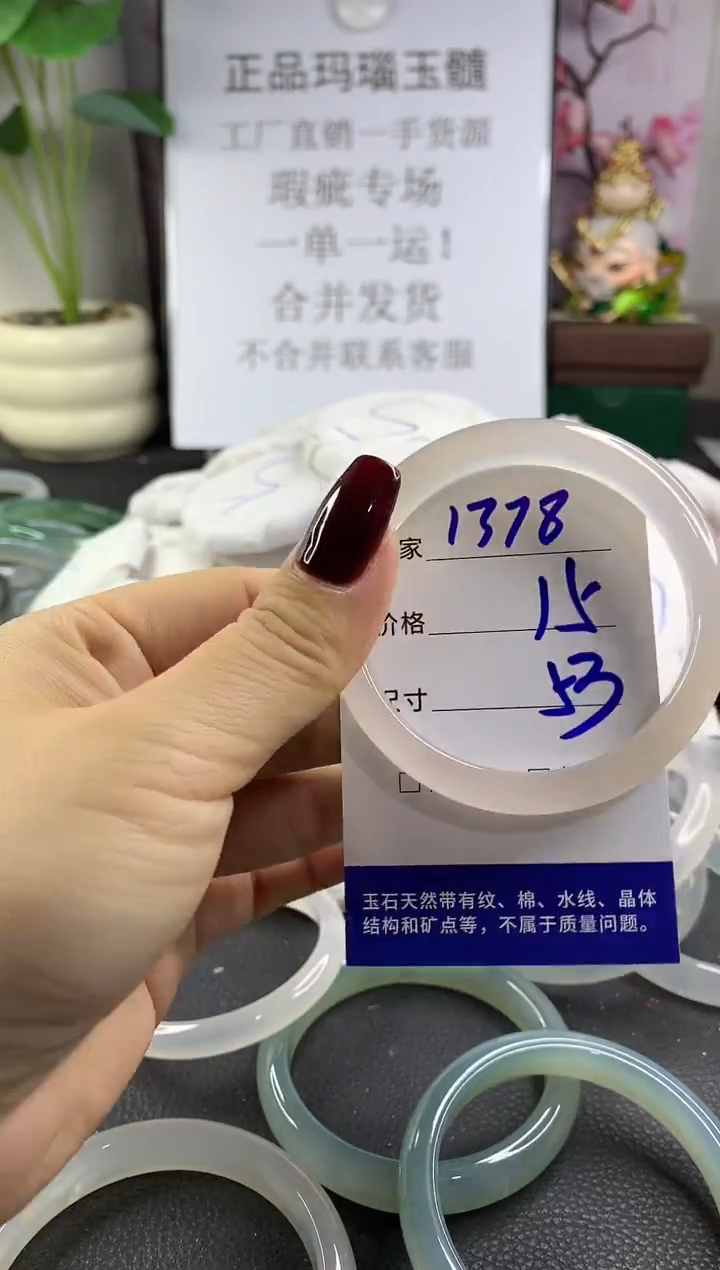 正品玛瑙玉髓
工厂直销一手货源
瑕疵专场
一单一运!
合并发货
不合并联系客服
家 1378
价格 15
尺寸 53
玉石天然带有纹、棉、水线、晶体
结构和矿点等，不属于质量问题。